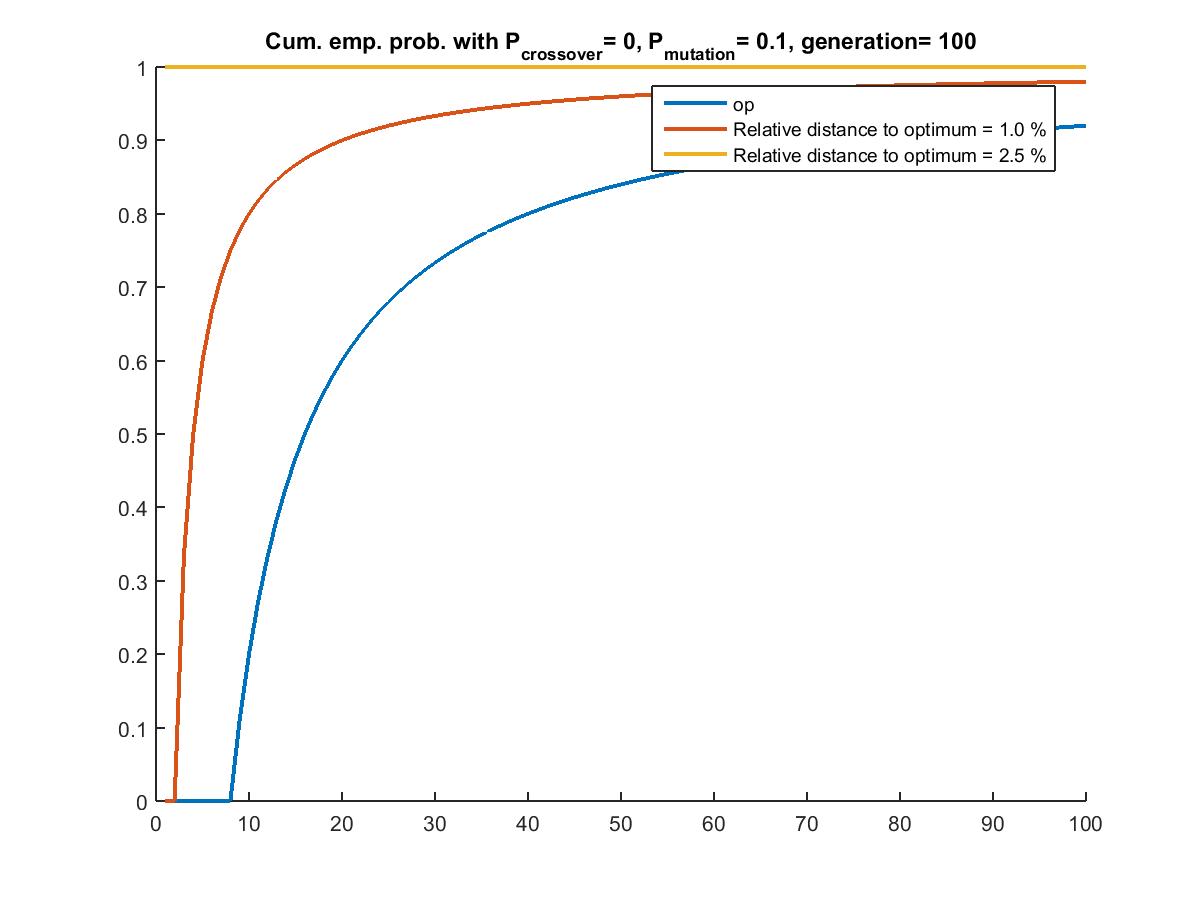 Cum. emp. prob. with P crossover = 0, P mutation = 0.1, generation= 100
1
0.9
0.8
0.7
0.6
0.5
0.4
0.3
0.2
0.1
0
op
Relative distance to optimum = 1.0 %
Relative distance to optimum = 2.5 %
0 10 20 30 40 50 60 70 80 90 100